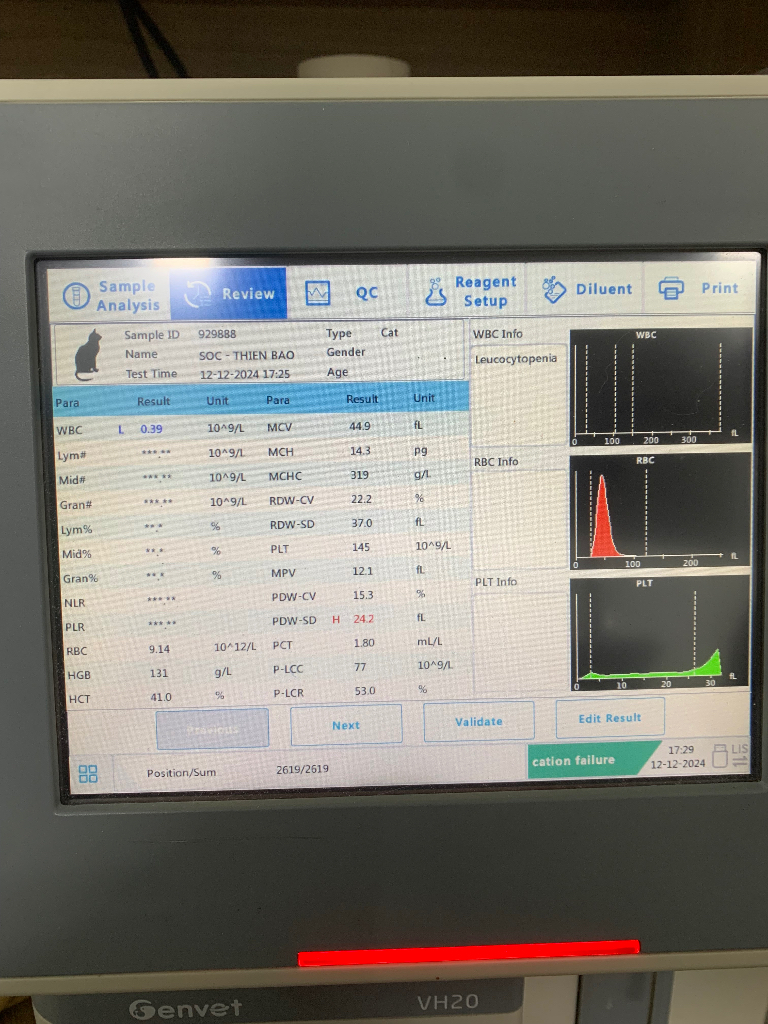 Sample Analysis
Review
QC
Reagent Setup
Diluent
Print
Sample ID 929888 Type Cat
Name SOC - THIEN BAO Gender
Test Time 12-12-2024 17:25 Age
Para Result Unit Para Result Unit
WBC L 0.39 10^9/L MCV 44.9 fL
Lym# ***.** 10^9/L MCH 14.3 pg
Mid# ***.** 10^9/L MCHC 319 g/L
Gran# ***.** 10^9/L RDW-CV 22.2 %
Lym% **.* % RDW-SD 37.0 fL
Mid% **.* % PLT 145 10^9/L
Gran% **.* % MPV 12.1 fL
NLR ***.** PDW-CV 15.3 %
PLR ***.** PDW-SD H 24.2 fL
RBC 9.14 10^12/L PCT 1.80 mL/L
HGB 131 g/L P-LCC 77 10^9/L
HCT 41.0 % P-LCR 53.0 %
WBC Info
Leucocytopenia
WBC
0 100 200 300 fL
RBC Info
RBC
0 100 200 fL
PLT Info
PLT
0 10 20 30 fL
Previous
Next
Validate
Edit Result
Position/Sum 2619/2619
cation failure
17:29
12-12-2024
LIS
Genvet
VH20